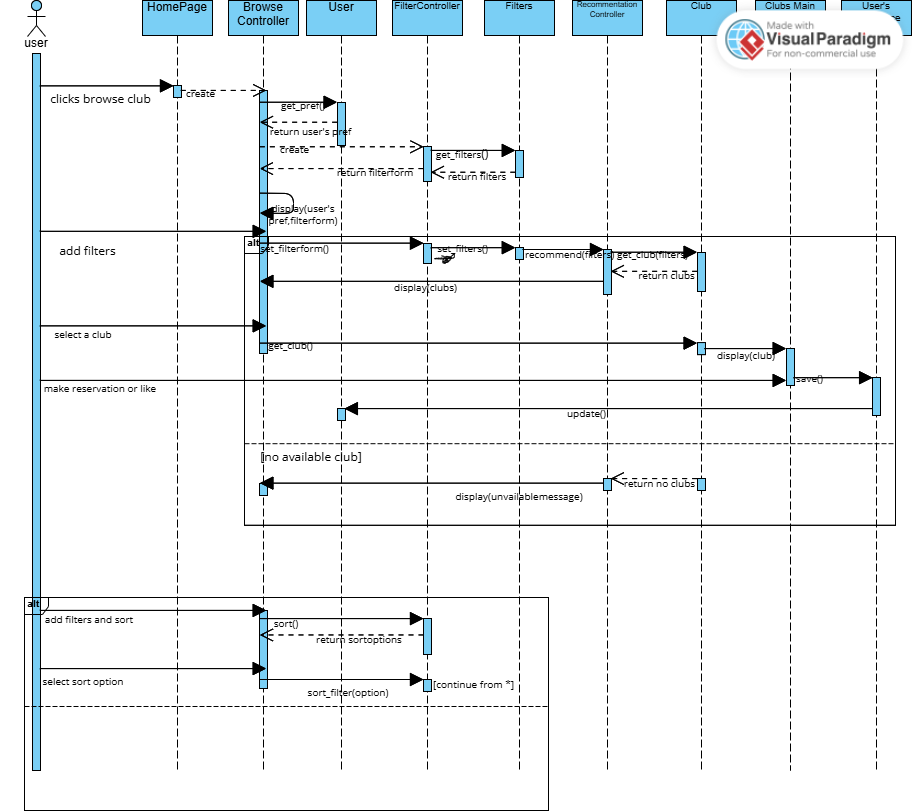 HomePage
Browse
Controller
User
FilterController
Filters
Recommentation
Controller
Club
Clubs Main
User's
Made with
VisualParadigm
For non-commercial use
user
clicks browse club
create
get_pref()
return user's pref
create
get_filters()
return filterform
return filters
display(user's
pref,filterform)
add filters
alt
set_filterform()
set_filters()
recommend(filters)
get_club(filters)
return clubs
display(clubs)
select a club
get_club()
display(club)
make reservation or like
save()
update()
[no available club]
return no clubs
display(unvailablemessage)
alt
add filters and sort
sort()
return sortoptions
select sort option
sort_filter(option)
[continue from *]